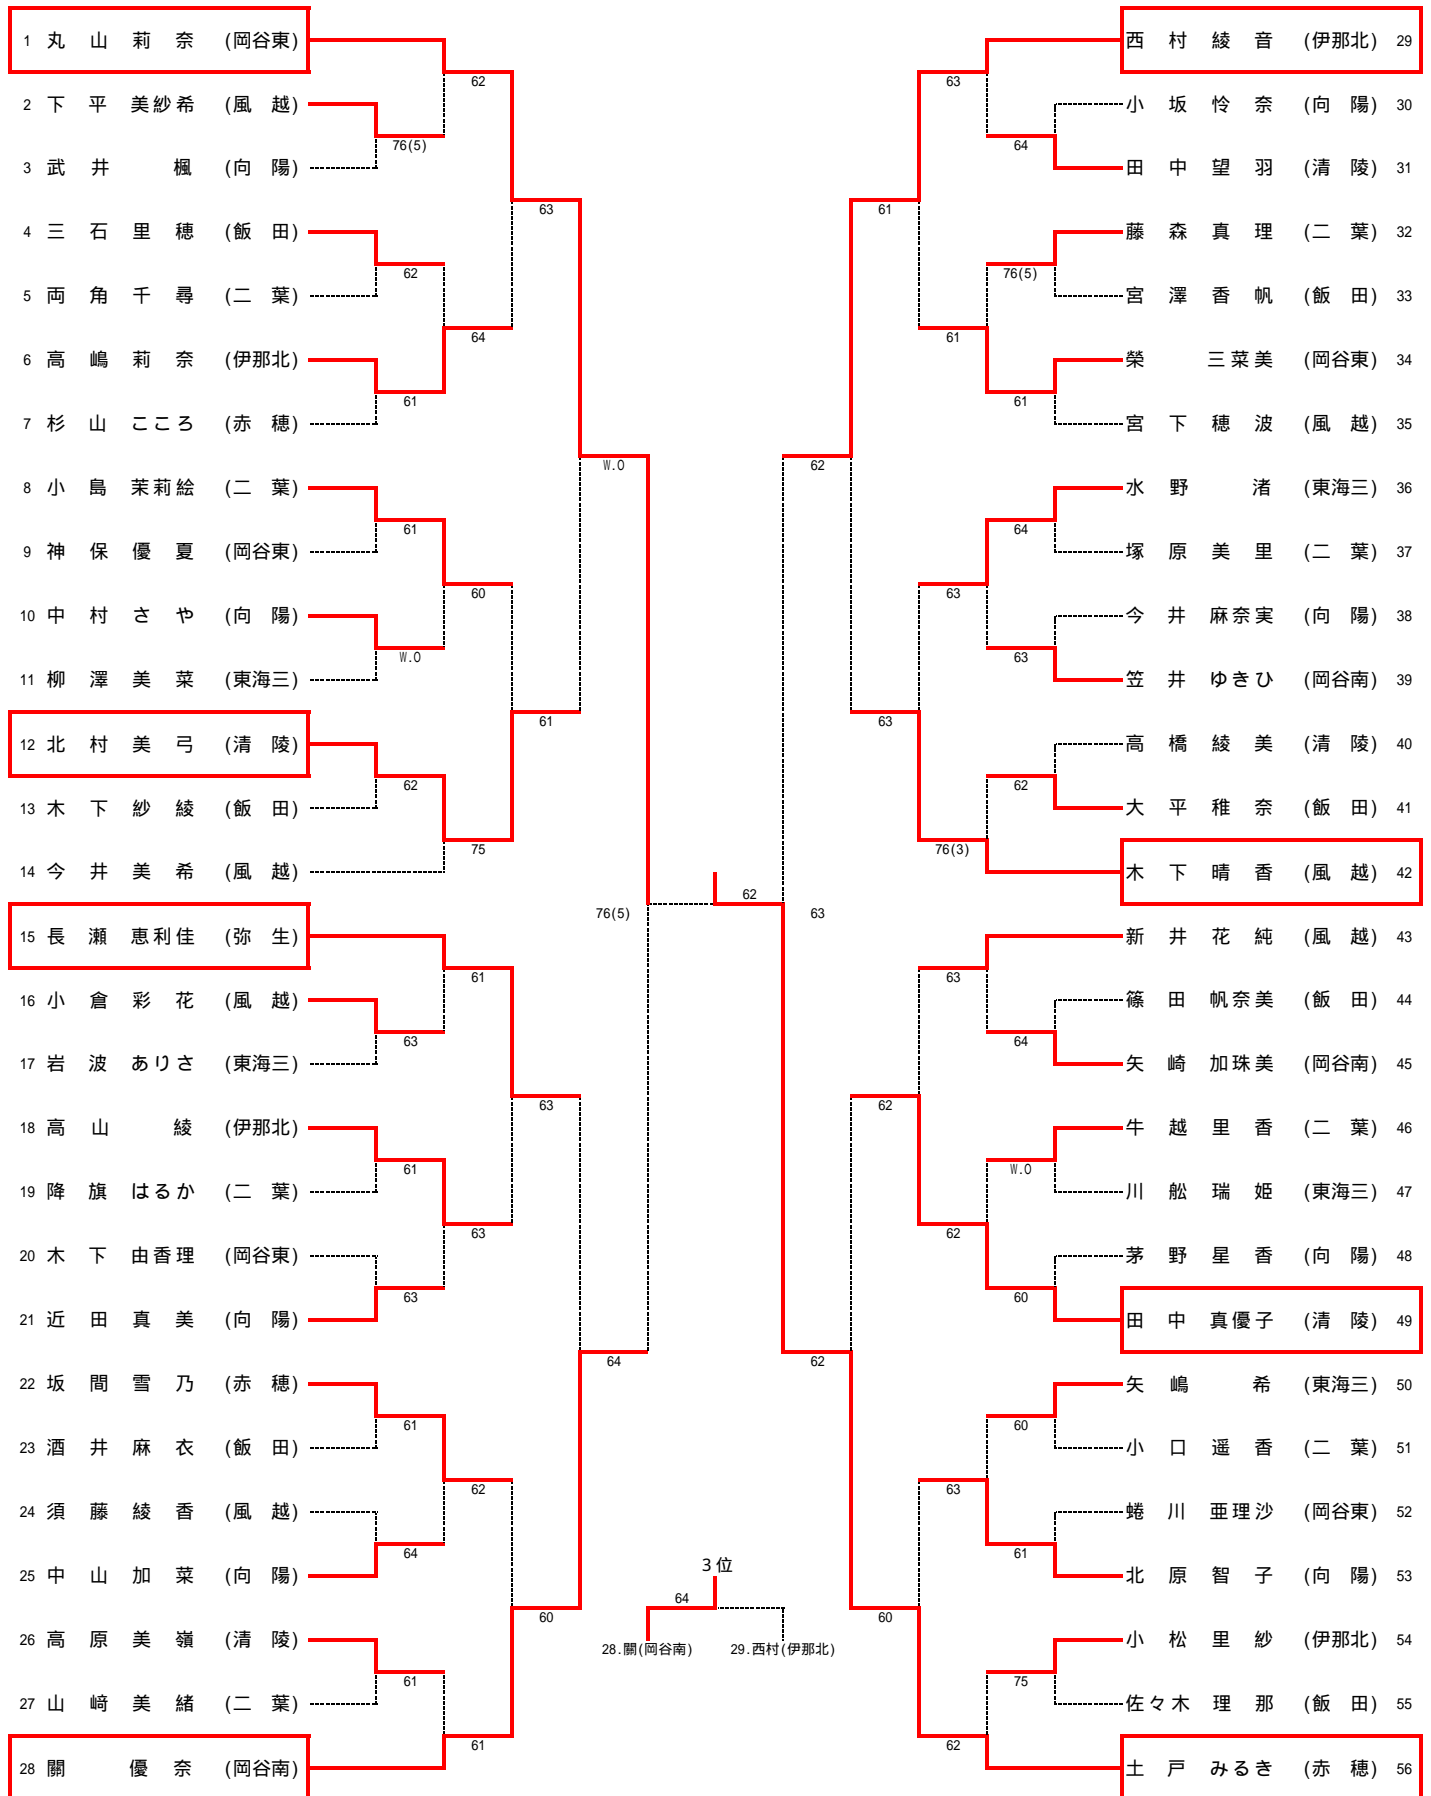 1 丸山莉奈 (岡谷東)
62
2 下平美紗希 (風越)
76(5)
3 武井楓 (向陽)
63
4 三石里穂 (飯田)
62
5 両角千尋 (二葉)
64
6 高嶋莉奈 (伊那北)
61
7 杉山こころ (赤穂)
W.O
8 小島茉莉絵 (二葉)
61
9 神保優夏 (岡谷東)
60
10 中村さや (向陽)
W.O
11 柳澤美菜 (東海三)
61
12 北村美弓 (清陵)
62
13 木下紗綾 (飯田)
75
14 今井美希 (風越)
76(5)
15 長瀬恵利佳 (弥生)
61
16 小倉彩花 (風越)
63
17 岩波ありさ (東海三)
63
18 高山綾 (伊那北)
61
19 降旗はるか (二葉)
63
20 木下由香理 (岡谷東)
63
21 近田真美 (向陽)
64
22 坂間雪乃 (赤穂)
61
23 酒井麻衣 (飯田)
62
24 須藤綾香 (風越)
64
25 中山加菜 (向陽)
60
26 高原美嶺 (清陵)
61
27 山﨑美緒 (二葉)
61
28 關優奈 (岡谷南)
62
3位
64
28.關(岡谷南) 29.西村(伊那北)
西村綾音 (伊那北) 29
63
小坂怜奈 (向陽) 30
64
田中望羽 (清陵) 31
61
藤森真理 (二葉) 32
76(5)
宮澤香帆 (飯田) 33
61
榮三菜美 (岡谷東) 34
61
宮下穂波 (風越) 35
62
水野渚 (東海三) 36
64
塚原美里 (二葉) 37
63
今井麻奈実 (向陽) 38
63
笠井ゆきひ (岡谷南) 39
63
高橋綾美 (清陵) 40
62
大平稚奈 (飯田) 41
76(3)
木下晴香 (風越) 42
63
新井花純 (風越) 43
63
篠田帆奈美 (飯田) 44
64
矢崎加珠美 (岡谷南) 45
62
牛越里香 (二葉) 46
W.O
川舩瑞姫 (東海三) 47
62
茅野星香 (向陽) 48
60
田中真優子 (清陵) 49
62
矢嶋希 (東海三) 50
60
小口遥香 (二葉) 51
63
蜷川亜理沙 (岡谷東) 52
61
北原智子 (向陽) 53
60
小松里紗 (伊那北) 54
75
佐々木理那 (飯田) 55
62
土戸みるき (赤穂) 56